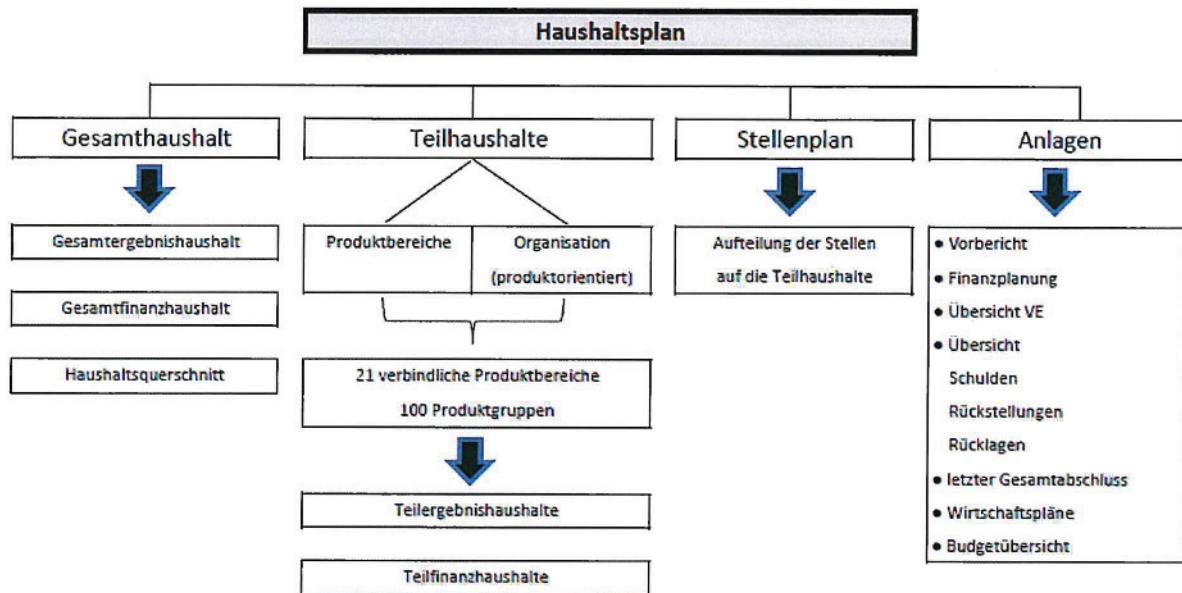 Haushaltsplan
Gesamthaushalt
Teilhaushalte
Stellenplan
Anlagen
Gesamtergebnishaushalt
Gesamtfinanzhaushalt
Haushaltsquerschnitt
Produktbereiche
Organisation
(produktorientiert)
21 verbindliche Produktbereiche
100 Produktgruppen
Teilergebnishaushalte
Teilfinanzhaushalte
Aufteilung der Stellen
auf die Teilhaushalte
● Vorbericht
● Finanzplanung
● Übersicht VE
● Übersicht
Schulden
Rückstellungen
Rücklagen
● letzter Gesamtabschluss
● Wirtschaftspläne
● Budgetübersicht